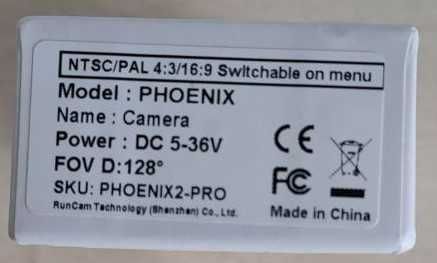 NTSC/PAL 4:3/16:9 Switchable on menu
Model : PHOENIX
Name : Camera
Power : DC 5-36V
FOV D:128°
SKU: PHOENIX2-PRO
RunCam Technology (Shenzhen) Co., Ltd.
CE
FC
Made in China